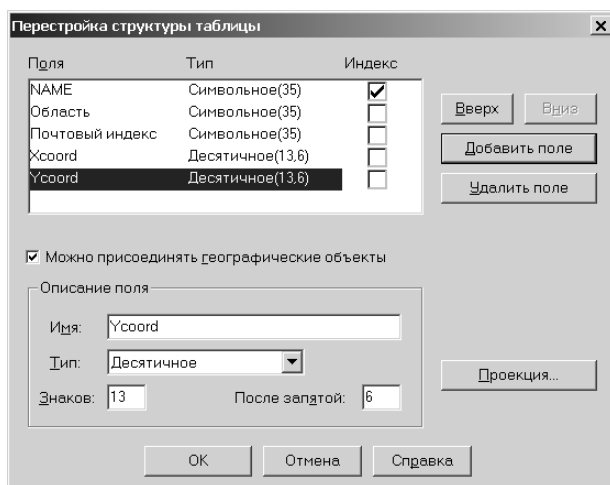 Перестройка структуры таблицы
Поля Тип Индекс
NAME Символьное(35)
Область Символьное(35)
Почтовый индекс Символьное(35)
Xcoord Десятичное(13,6)
Ycoord Десятичное(13,6)
Вверх Вниз
Добавить поле
Удалить поле
Можно присоединять географические объекты
Описание поля
Имя: Ycoord
Тип: Десятичное
Знаков: 13 После запятой: 6
Проекция...
OK Отмена Справка